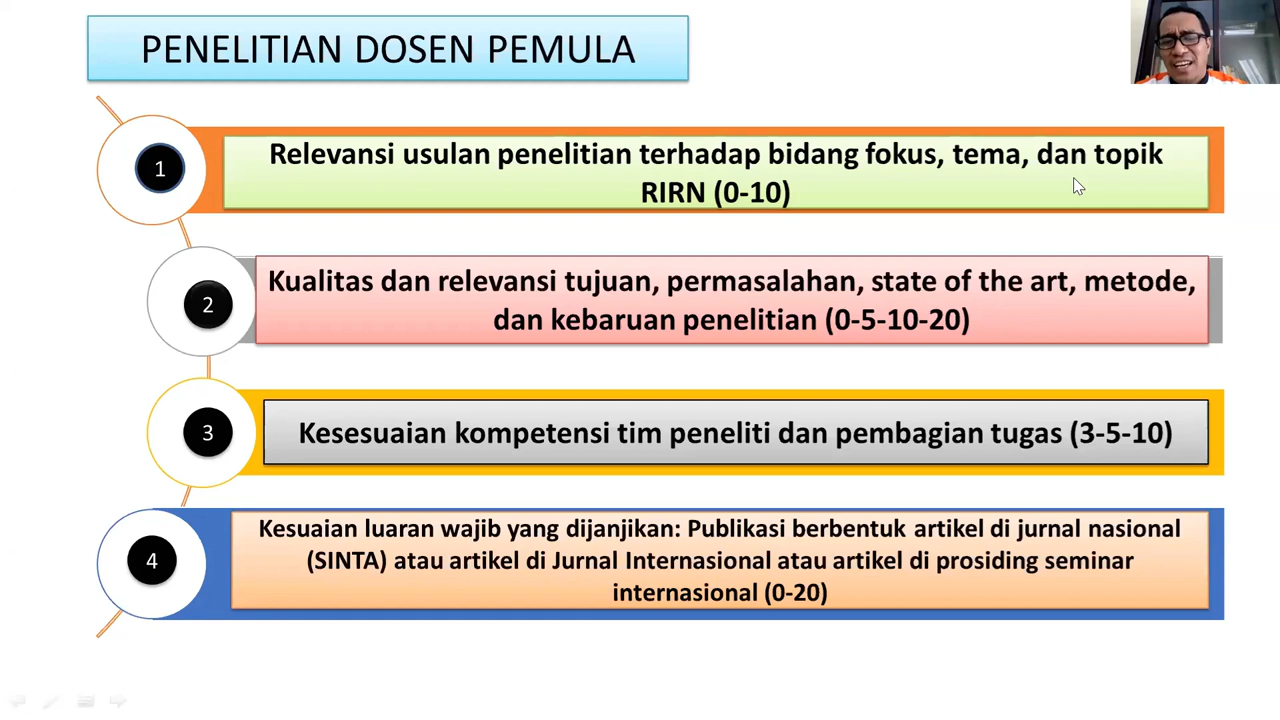 PENELITIAN DOSEN PEMULA
1
Relevansi usulan penelitian terhadap bidang fokus, tema, dan topik
RIRN (0-10)
2
Kualitas dan relevansi tujuan, permasalahan, state of the art, metode,
dan kebaruan penelitian (0-5-10-20)
3
Kesesuaian kompetensi tim peneliti dan pembagian tugas (3-5-10)
4
Kesuaian luaran wajib yang dijanjikan: Publikasi berbentuk artikel di jurnal nasional
(SINTA) atau artikel di Jurnal Internasional atau artikel di prosiding seminar
internasional (0-20)